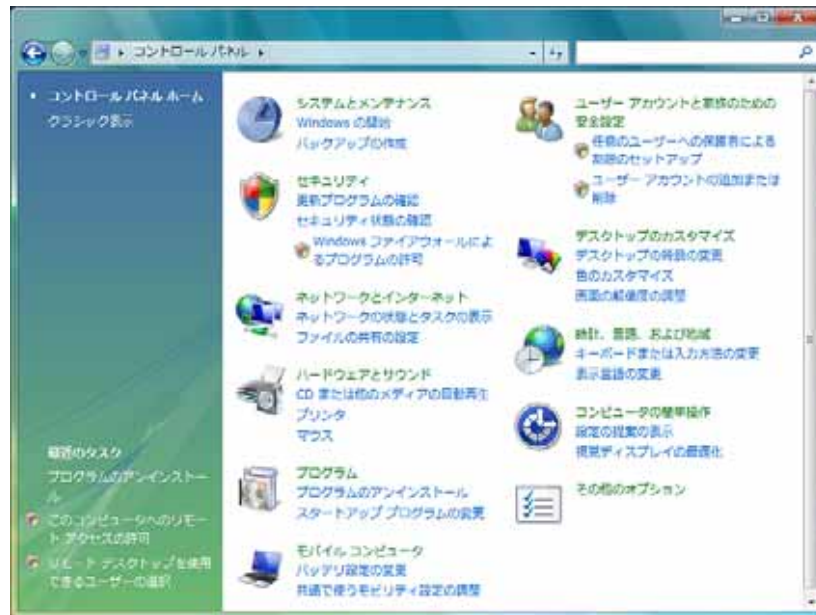 コントロール パネル
コントロール パネル ホーム
クラシック表示
システムとメンテナンス
Windows の開始
バックアップの作成
セキュリティ
更新プログラムの確認
セキュリティ状態の確認
Windows ファイアウォールによ
るプログラムの許可
ネットワークとインターネット
ネットワークの状態とタスクの表示
ファイルの共有の設定
ハードウェアとサウンド
CD または他のメディアの自動再生
プリンタ
マウス
プログラム
プログラムのアンインストール
スタートアップ プログラムの変更
モバイル コンピュータ
バッテリ設定の変更
共通で使うモビリティ設定の調整
ユーザー アカウントと家族のための
安全設定
任意のユーザーへの保護者による
制限のセットアップ
ユーザー アカウントの追加または
削除
デスクトップのカスタマイズ
デスクトップの背景の変更
色のカスタマイズ
画面の解像度の調整
時計、言語、および地域
キーボードまたは入力方法の変更
表示言語の変更
コンピュータの簡単操作
設定の提案の表示
視覚ディスプレイの最適化
その他のオプション
最近のタスク
プログラムのアンインストー
ル
このコンピュータへのリモー
ト アクセスの許可
リモート デスクトップを使用
できるユーザーの選択